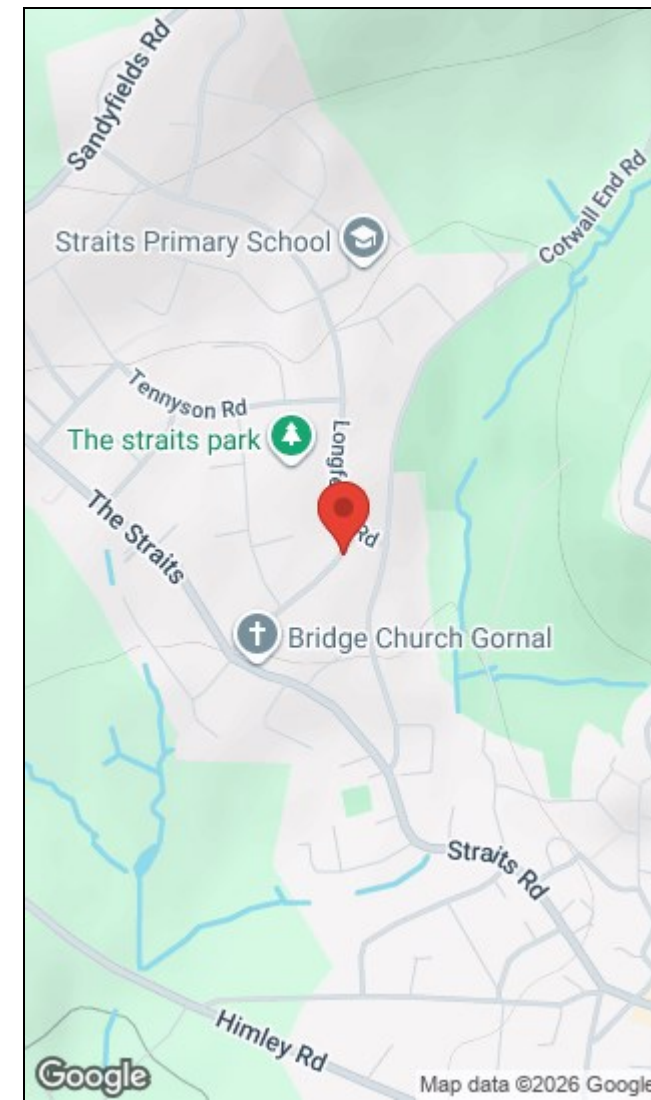 Sandyfields Rd
Cotwall End Rd
Straits Primary School
Tennyson Rd
The straits park
Rd
The Straits
Bridge Church Gornal
Straits Rd
Himley Rd
Google
Map data ©2026 Google